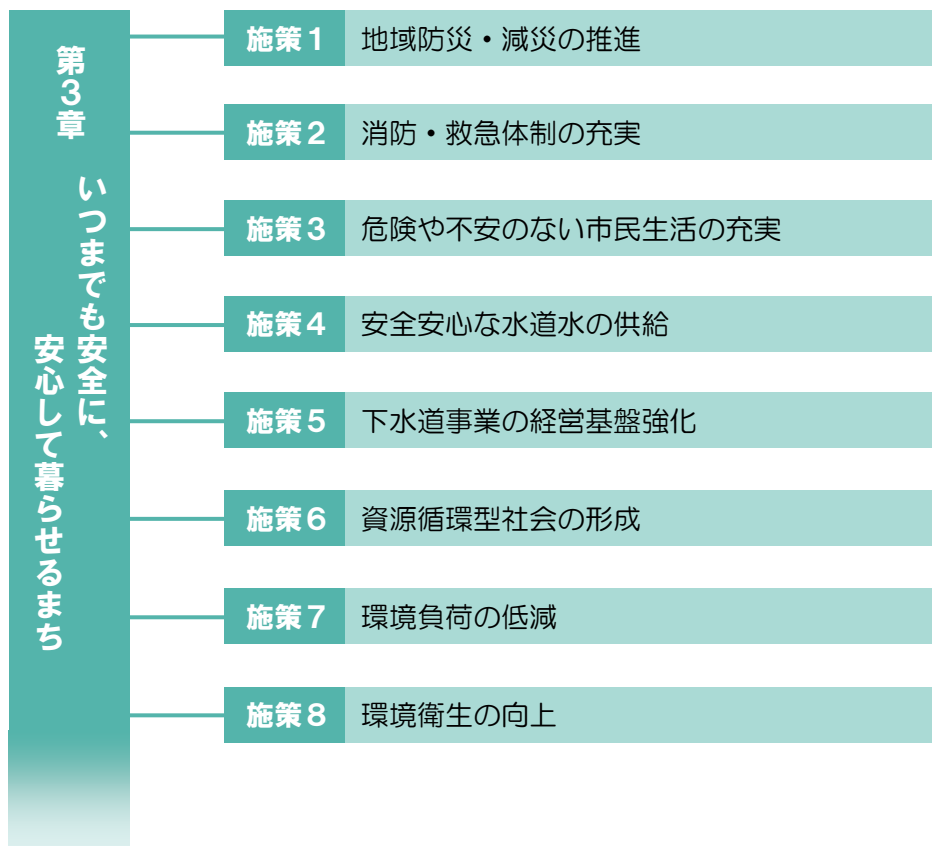 第3章
いつまでも安全に、
安心して暮らせるまち
施策1 地域防災・減災の推進
施策2 消防・救急体制の充実
施策3 危険や不安のない市民生活の充実
施策4 安全安心な水道水の供給
施策5 下水道事業の経営基盤強化
施策6 資源循環型社会の形成
施策7 環境負荷の低減
施策8 環境衛生の向上